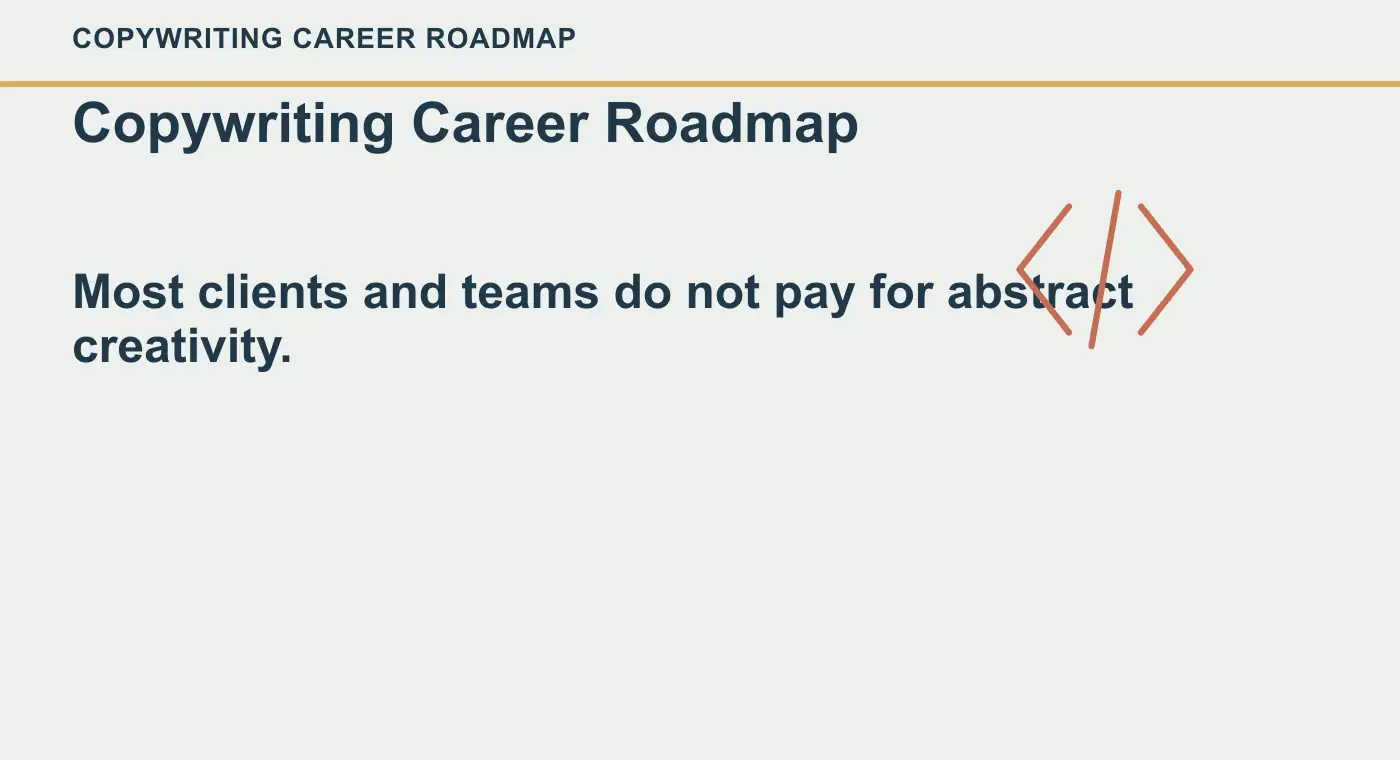 COPYWRITING CAREER ROADMAP
Copywriting Career Roadmap
Most clients and teams do not pay for abstract
creativity.